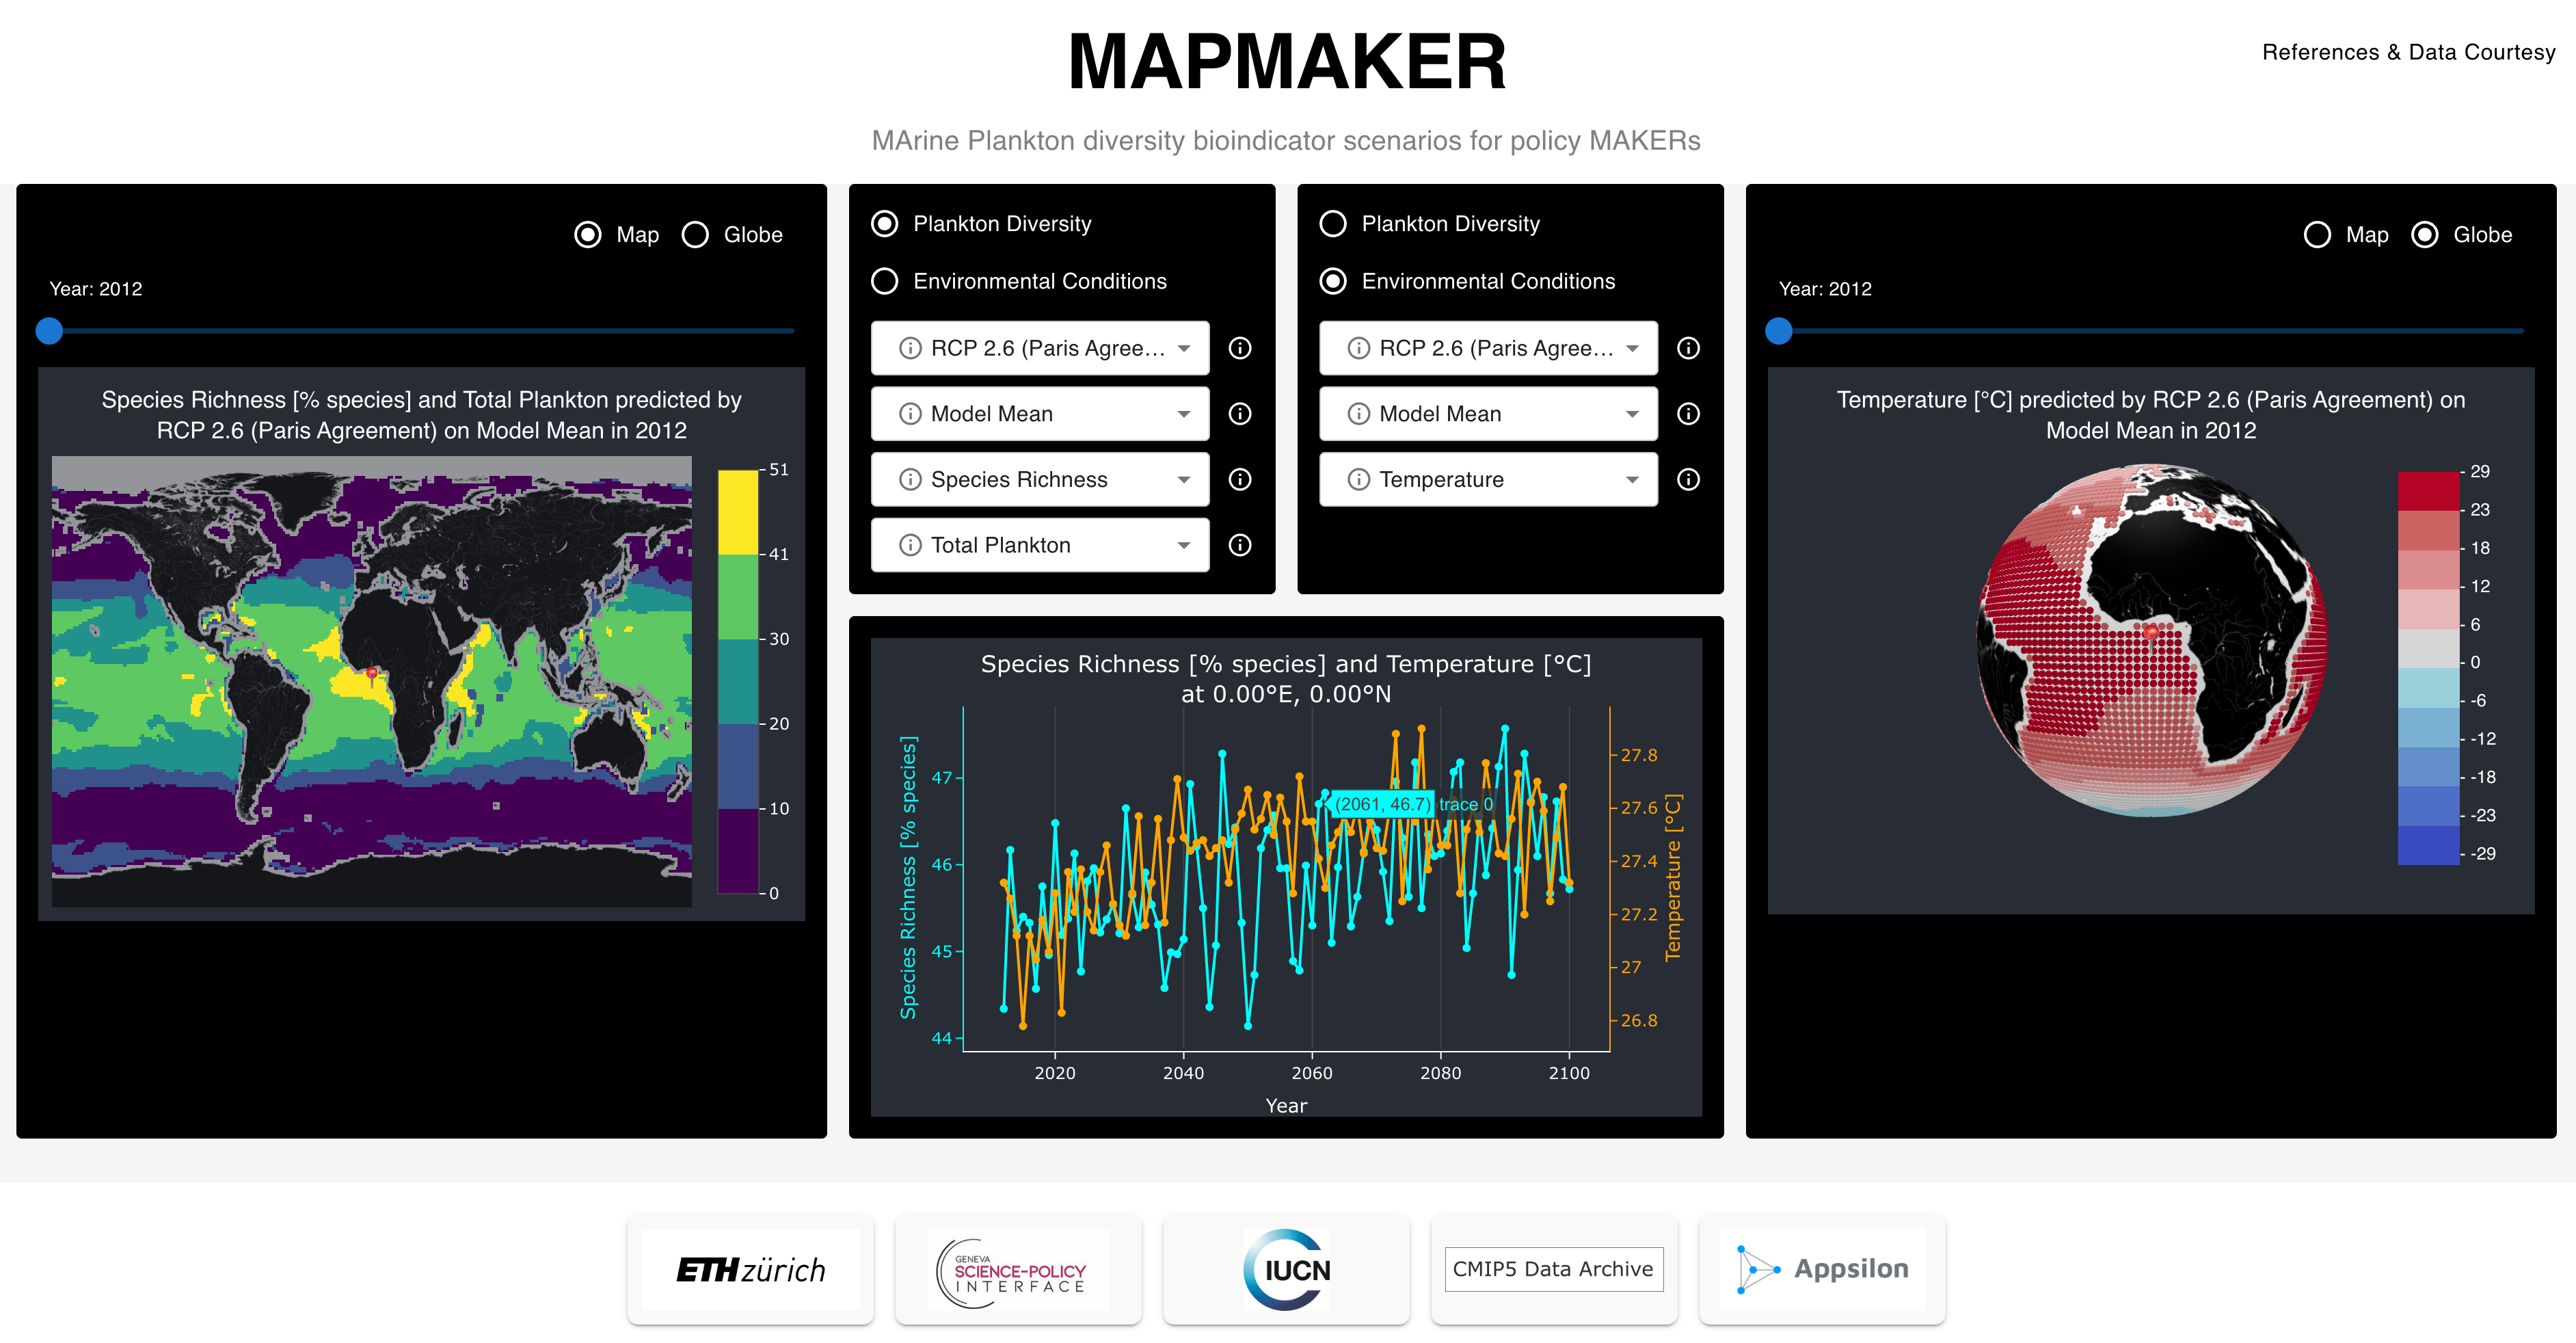 MAPMAKER
References & Data Courtesy
MArine Plankton diversity bioindicator scenarios for policy MAKERs
Map Globe
Year: 2012
Species Richness [% species] and Total Plankton predicted by
RCP 2.6 (Paris Agreement) on Model Mean in 2012
51
41
30
20
10
0
Plankton Diversity
Environmental Conditions
RCP 2.6 (Paris Agree...
Model Mean
Species Richness
Total Plankton
Plankton Diversity
Environmental Conditions
RCP 2.6 (Paris Agree...
Model Mean
Temperature
Species Richness [% species] and Temperature [°C]
at 0.00°E, 0.00°N
Species Richness [% species]
47
46
45
44
(2061, 46.7) trace 0
27.8
27.6
27.4
27.2
27
26.8
Temperature [°C]
2020 2040 2060 2080 2100
Year
Map Globe
Year: 2012
Temperature [°C] predicted by RCP 2.6 (Paris Agreement) on
Model Mean in 2012
29
23
18
12
6
0
-6
-12
-18
-23
-29
ETH zürich
GENEVA
SCIENCE-POLICY
INTERFACE
IUCN
CMIP5 Data Archive
Appsilon